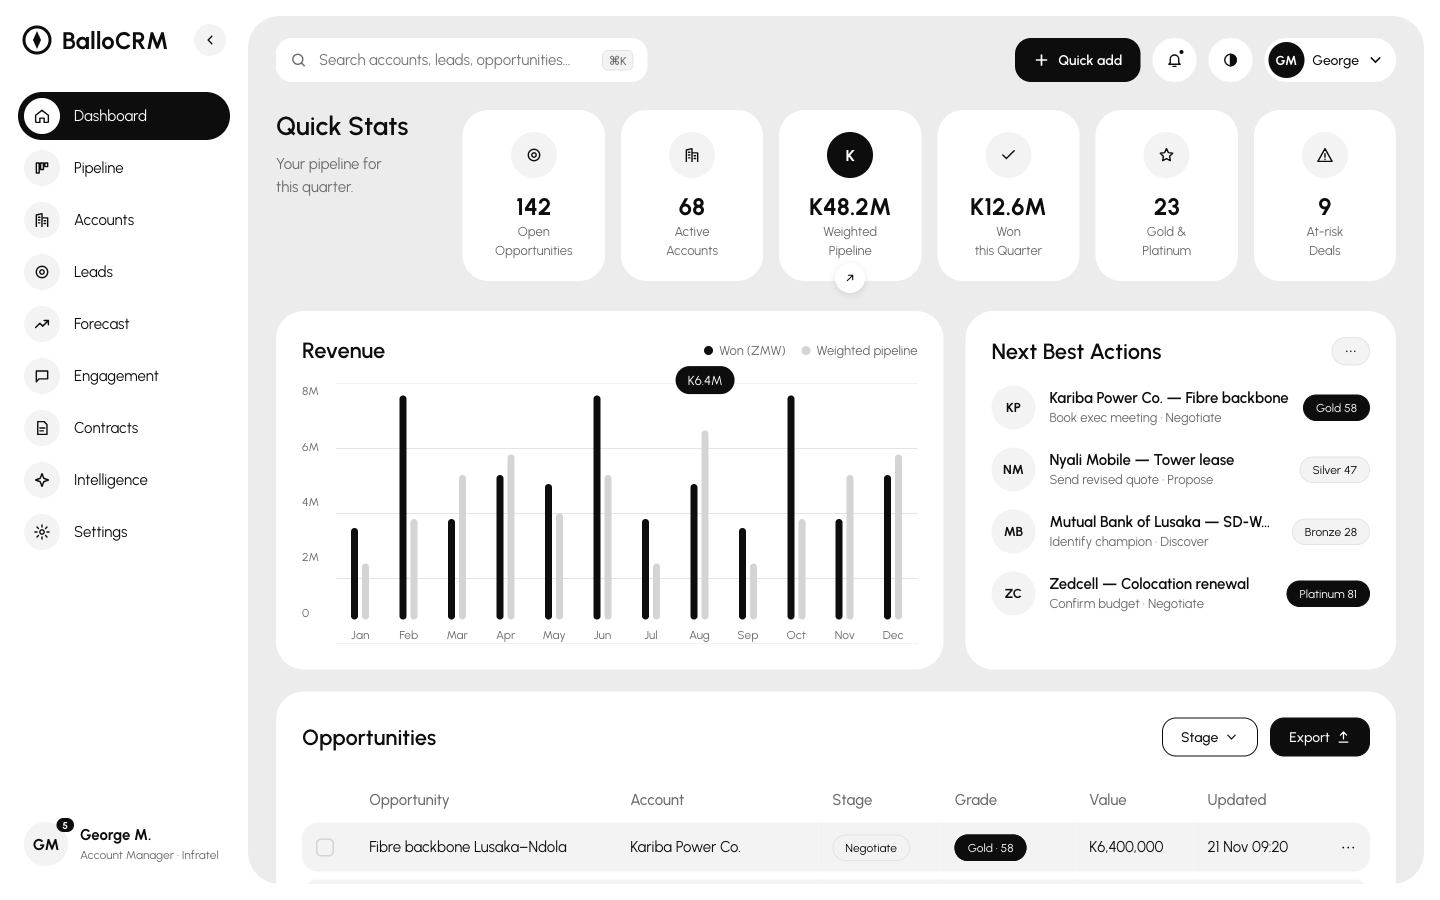 BalloCRM
Dashboard
Pipeline
Accounts
Leads
Forecast
Engagement
Contracts
Intelligence
Settings
GM
5
George M.
Account Manager · Infratel
Search accounts, leads, opportunities...
⌘K
Quick add
GM
George
Quick Stats
Your pipeline for
this quarter.
142
Open
Opportunities
68
Active
Accounts
K
K48.2M
Weighted
Pipeline
K12.6M
Won
this Quarter
23
Gold &
Platinum
9
At-risk
Deals
Revenue
Won (ZMW)
Weighted pipeline
K6.4M
8M
6M
4M
2M
0
Jan Feb Mar Apr May Jun Jul Aug Sep Oct Nov Dec
Next Best Actions
KP
Kariba Power Co. — Fibre backbone
Book exec meeting · Negotiate
Gold 58
NM
Nyali Mobile — Tower lease
Send revised quote · Propose
Silver 47
MB
Mutual Bank of Lusaka — SD-W...
Identify champion · Discover
Bronze 28
ZC
Zedcell — Colocation renewal
Confirm budget · Negotiate
Platinum 81
Opportunities
Stage
Export
Opportunity Account Stage Grade Value Updated
Fibre backbone Lusaka–Ndola Kariba Power Co. Negotiate Gold · 58 K6,400,000 21 Nov 09:20